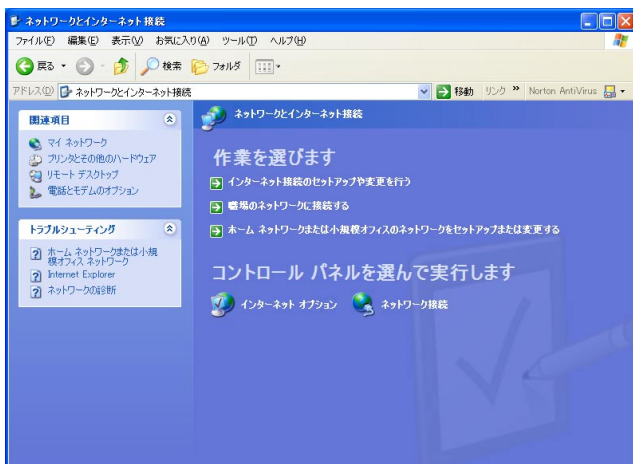 ネットワークとインターネット接続
ファイル(F) 編集(E) 表示(V) お気に入り(A) ツール(T) ヘルプ(H)
戻る 検索 フォルダ
アドレス(D) ネットワークとインターネット接続 移動 リンク » Norton AntiVirus
関連項目
マイ ネットワーク
プリンタとその他のハードウェア
リモート デスクトップ
電話とモデムのオプション
トラブルシューティング
ホーム ネットワークまたは小規
模オフィス ネットワーク
Internet Explorer
ネットワークの診断
ネットワークとインターネット接続
作業を選びます
インターネット接続のセットアップや変更を行う
職場のネットワークに接続する
ホーム ネットワークまたは小規模オフィスのネットワークをセットアップまたは変更する
コントロール パネルを選んで実行します
インターネット オプション ネットワーク接続